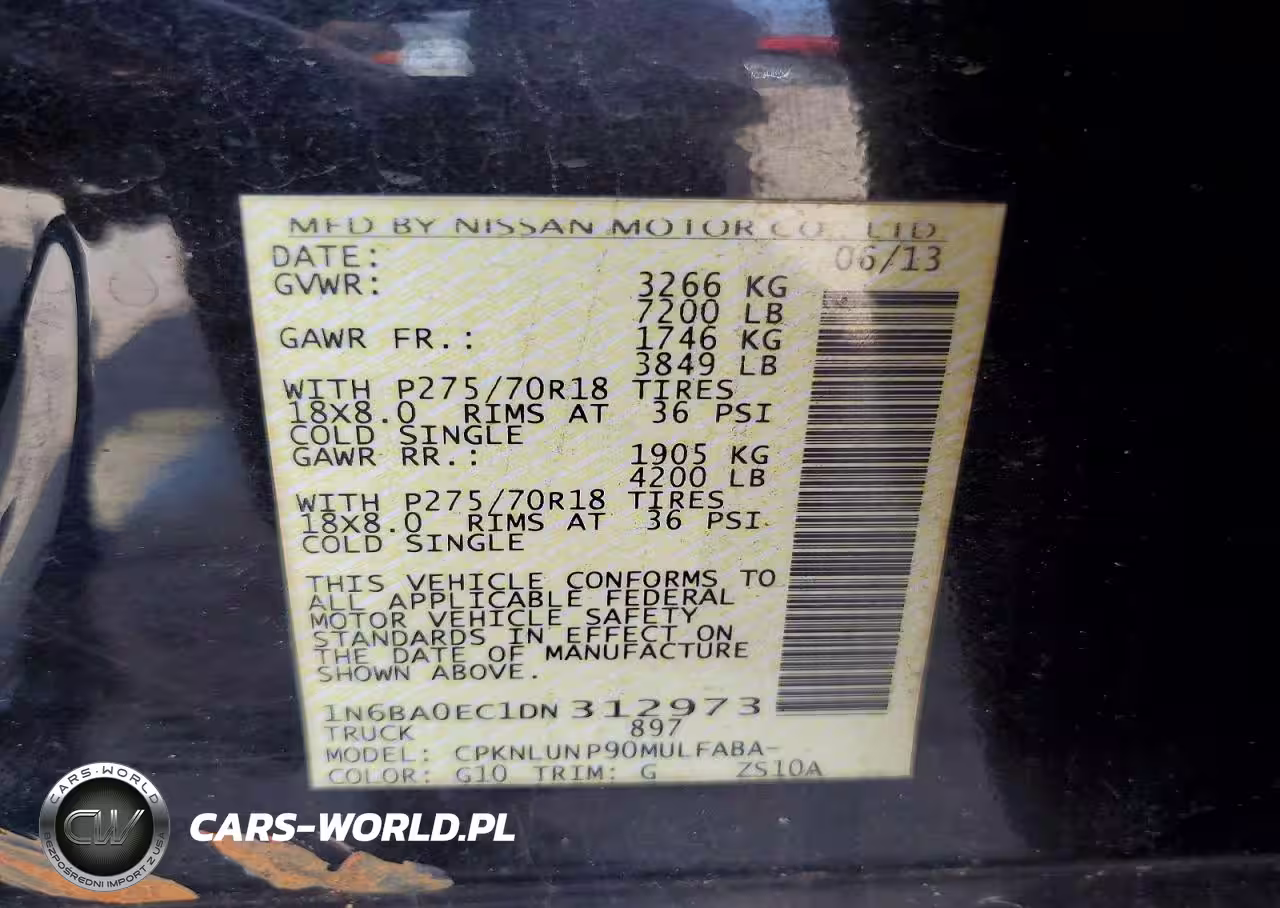 MFD BY NISSAN MOTOR CO., LTD
DATE: 06/13
GVWR: 3266 KG
7200 LB
GAWR FR.: 1746 KG
3849 LB
WITH P275/70R18 TIRES
18X8.0 RIMS AT 36 PSI
COLD SINGLE
GAWR RR.: 1905 KG
4200 LB
WITH P275/70R18 TIRES
18X8.0 RIMS AT 36 PSI
COLD SINGLE
THIS VEHICLE CONFORMS TO
ALL APPLICABLE FEDERAL
MOTOR VEHICLE SAFETY
STANDARDS IN EFFECT ON
THE DATE OF MANUFACTURE
SHOWN ABOVE.
1N6BA0EC1DN312973
TRUCK 897
MODEL: CPKNLUNP90MULFABA-
COLOR: G10 TRIM: G ZS10A
CARS-WORLD
CW
BEZPOŚREDNI IMPORT Z USA
CARS-WORLD.PL